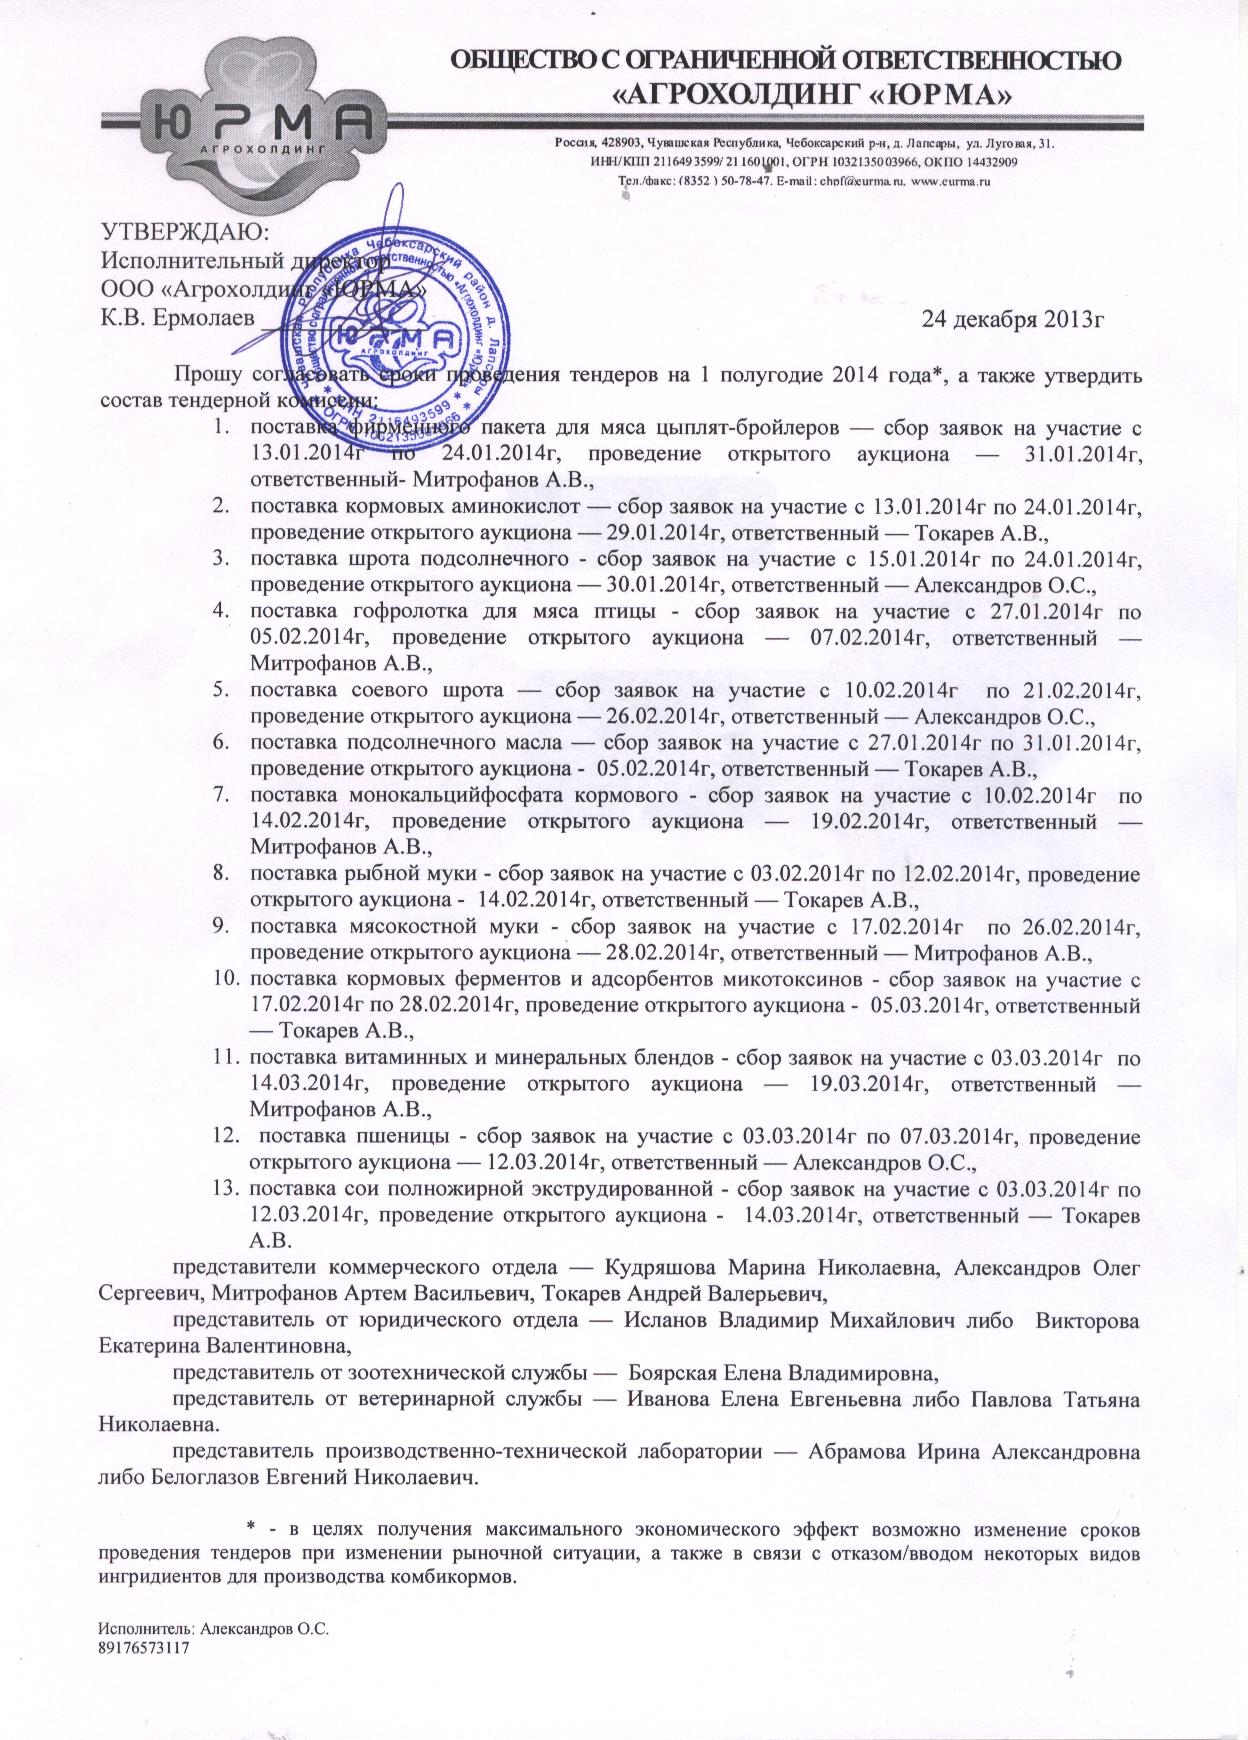 ОБЩЕСТВО С ОГРАНИЧЕННОЙ ОТВЕТСТВЕННОСТЬЮ
«АГРОХОЛДИНГ «ЮРМА»
ЮРМА
АГРОХОЛДИНГ
Россия, 428903, Чувашская Республика, Чебоксарский р-н, д. Лапсары, ул. Луговая, 31.
ИНН/КПП 2116493599/ 211601001, ОГРН 1032135003966, ОКПО 14432909
Тел./факс: (8352 ) 50-78-47. E-mail: chpf@eurma.ru. www.eurma.ru
УТВЕРЖДАЮ:
Исполнительный директор
ООО «Агрохолдинг «ЮРМА»
К.В. Ермолаев
24 декабря 2013г
ЮРМА
АГРОХОЛДИНГ
ИНН 2116493599
Прошу согласовать сроки проведения тендеров на 1 полугодие 2014 года*, а также утвердить
состав тендерной комиссии:
1. поставка фирменного пакета для мяса цыплят-бройлеров — сбор заявок на участие с
13.01.2014г по 24.01.2014г, проведение открытого аукциона — 31.01.2014г,
ответственный- Митрофанов А.В.,
2. поставка кормовых аминокислот — сбор заявок на участие с 13.01.2014г по 24.01.2014г,
проведение открытого аукциона — 29.01.2014г, ответственный — Токарев А.В.,
3. поставка шрота подсолнечного - сбор заявок на участие с 15.01.2014г по 24.01.2014г,
проведение открытого аукциона — 30.01.2014г, ответственный — Александров О.С.,
4. поставка гофролотка для мяса птицы - сбор заявок на участие с 27.01.2014г по
05.02.2014г, проведение открытого аукциона — 07.02.2014г, ответственный —
Митрофанов А.В.,
5. поставка соевого шрота — сбор заявок на участие с 10.02.2014г по 21.02.2014г,
проведение открытого аукциона — 26.02.2014г, ответственный — Александров О.С.,
6. поставка подсолнечного масла — сбор заявок на участие с 27.01.2014г по 31.01.2014г,
проведение открытого аукциона - 05.02.2014г, ответственный — Токарев А.В.,
7. поставка монокальцийфосфата кормового - сбор заявок на участие с 10.02.2014г по
14.02.2014г, проведение открытого аукциона — 19.02.2014г, ответственный —
Митрофанов А.В.,
8. поставка рыбной муки - сбор заявок на участие с 03.02.2014г по 12.02.2014г, проведение
открытого аукциона - 14.02.2014г, ответственный — Токарев А.В.,
9. поставка мясокостной муки - сбор заявок на участие с 17.02.2014г по 26.02.2014г,
проведение открытого аукциона — 28.02.2014г, ответственный — Митрофанов А.В.,
10. поставка кормовых ферментов и адсорбентов микотоксинов - сбор заявок на участие с
17.02.2014г по 28.02.2014г, проведение открытого аукциона - 05.03.2014г, ответственный
— Токарев А.В.,
11. поставка витаминных и минеральных блендов - сбор заявок на участие с 03.03.2014г по
14.03.2014г, проведение открытого аукциона — 19.03.2014г, ответственный —
Митрофанов А.В.,
12. поставка пшеницы - сбор заявок на участие с 03.03.2014г по 07.03.2014г, проведение
открытого аукциона — 12.03.2014г, ответственный — Александров О.С.,
13. поставка сои полножирной экструдированной - сбор заявок на участие с 03.03.2014г по
12.03.2014г, проведение открытого аукциона - 14.03.2014г, ответственный — Токарев
А.В.
представители коммерческого отдела — Кудряшова Марина Николаевна, Александров Олег
Сергеевич, Митрофанов Артем Васильевич, Токарев Андрей Валерьевич,
представитель от юридического отдела — Исланов Владимир Михайлович либо Викторова
Екатерина Валентиновна,
представитель от зоотехнической службы — Боярская Елена Владимировна,
представитель от ветеринарной службы — Иванова Елена Евгеньевна либо Павлова Татьяна
Николаевна.
представитель производственно-технической лаборатории — Абрамова Ирина Александровна
либо Белоглазов Евгений Николаевич.
* - в целях получения максимального экономического эффект возможно изменение сроков
проведения тендеров при изменении рыночной ситуации, а также в связи с отказом/вводом некоторых видов
ингридиентов для производства комбикормов.
Исполнитель: Александров О.С.
89176573117